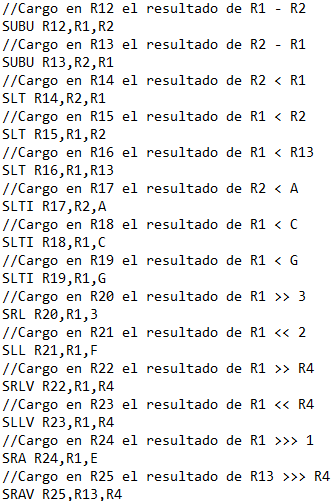 //Cargo en R12 el resultado de R1 - R2
SUBU R12,R1,R2
//Cargo en R13 el resultado de R2 - R1
SUBU R13,R2,R1
//Cargo en R14 el resultado de R2 < R1
SLT R14,R2,R1
//Cargo en R15 el resultado de R1 < R2
SLT R15,R1,R2
//Cargo en R16 el resultado de R1 < R13
SLT R16,R1,R13
//Cargo en R17 el resultado de R2 < A
SLTI R17,R2,A
//Cargo en R18 el resultado de R1 < C
SLTI R18,R1,C
//Cargo en R19 el resultado de R1 < G
SLTI R19,R1,G
//Cargo en R20 el resultado de R1 >> 3
SRL R20,R1,3
//Cargo en R21 el resultado de R1 << 2
SLL R21,R1,F
//Cargo en R22 el resultado de R1 >> R4
SRLV R22,R1,R4
//Cargo en R23 el resultado de R1 << R4
SLLV R23,R1,R4
//Cargo en R24 el resultado de R1 >>> 1
SRA R24,R1,E
//Cargo en R25 el resultado de R13 >>> R4
SRAV R25,R13,R4